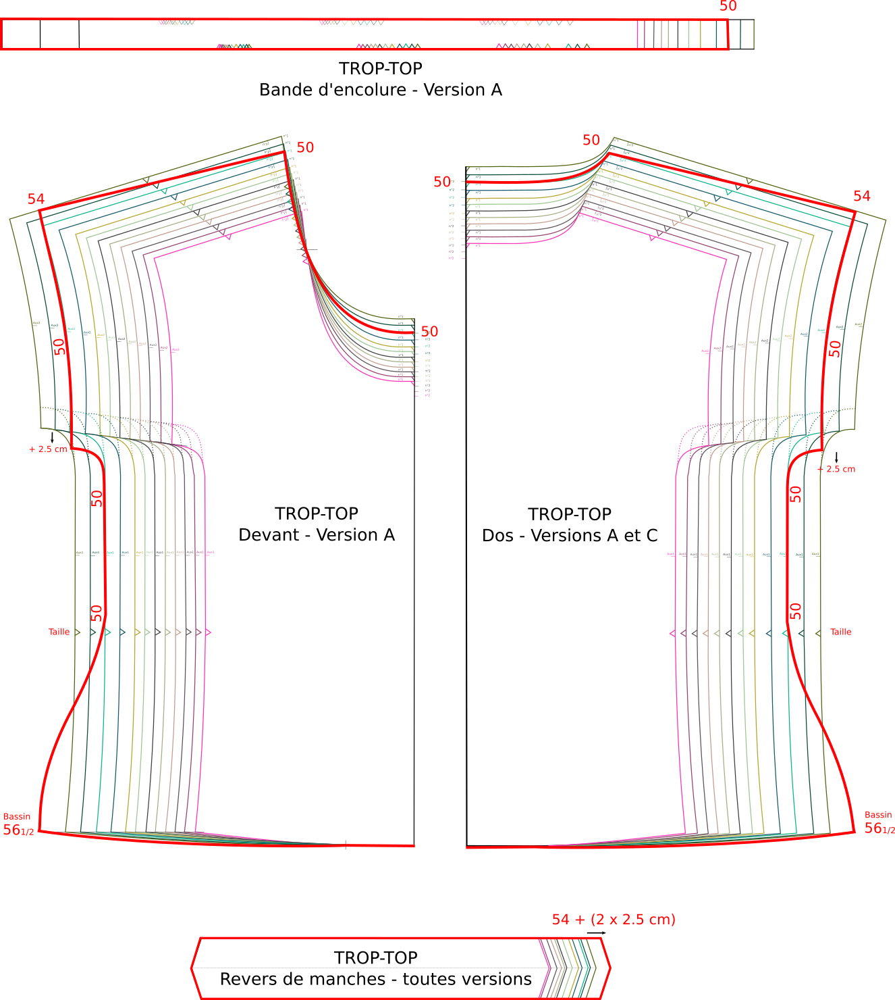 50
TROP-TOP
Bande d'encolure - Version A
50
54
50
50
+ 2.5 cm
50
50
Taille
TROP-TOP
Devant - Version A
Bassin
56 1/2
50
50
54
50
+ 2.5 cm
50
50
Taille
TROP-TOP
Dos - Versions A et C
Bassin
56 1/2
54 + (2 x 2.5 cm)
TROP-TOP
Revers de manches - toutes versions